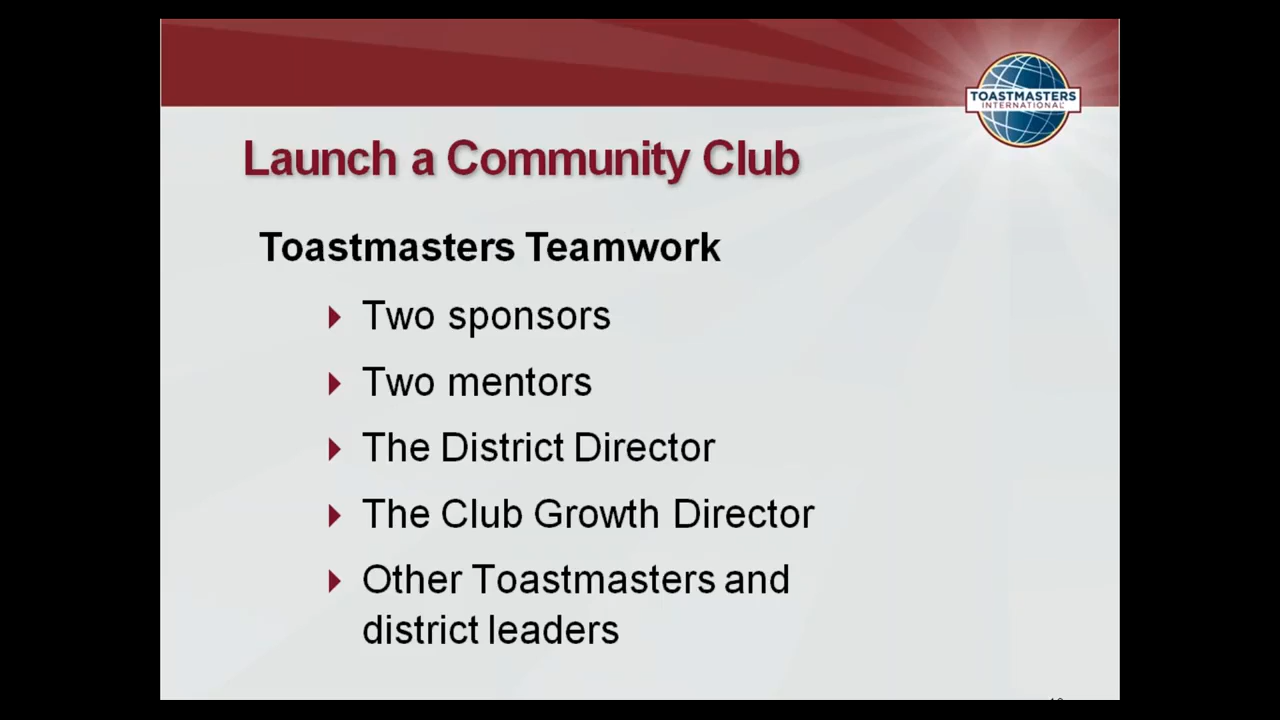 TOASTMASTERS
INTERNATIONAL
Launch a Community Club
Toastmasters Teamwork
Two sponsors
Two mentors
The District Director
The Club Growth Director
Other Toastmasters and
district leaders